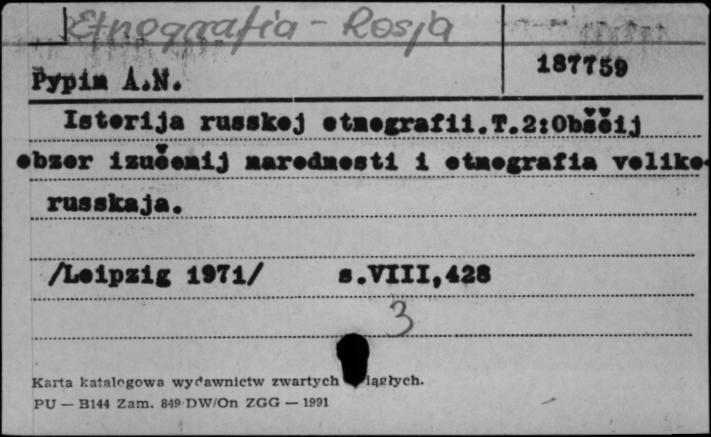 Etnografia - Rosja
187759
Pypin A.N.
Istorija russkoj etnografii.T.2:Obščij
obzor izučenij narodnosti i etnografia veliko-
russkaja.
/Leipzig 1971/ s.VIII,428
3
Karta katalogowa wydawnictw zwartych ciągłych.
PU — B144 Zam. 849 DW/On ZGG — 1991